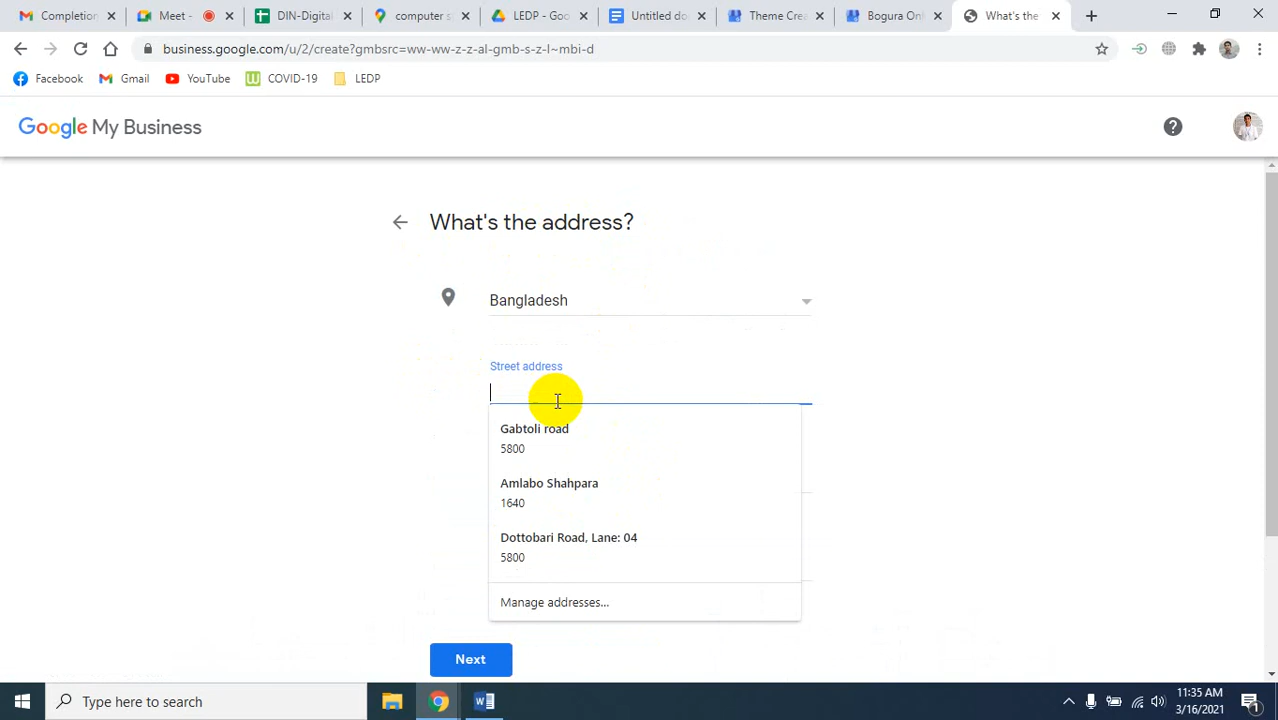 Completion
Meet -
DIN-Digital
computer s
LEDP - Goo
Untitled do
Theme Crea
Bogura Onl
What's the
business.google.com/u/2/create?gmbsrc=ww-ww-z-z-al-gmb-s-z-l~mbi-d
Facebook
Gmail
YouTube
COVID-19
LEDP
Google My Business
What's the address?
Bangladesh
Street address
Gabtoli road
5800
Amlabo Shahpara
1640
Dottobari Road, Lane: 04
5800
Manage addresses...
Next
Type here to search
11:35 AM
3/16/2021
1